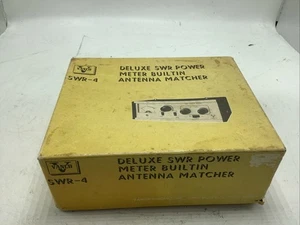 SWR-4
DELUXE SWR POWER
METER BUILTIN
ANTENNA MATCHER
SWR-4
DELUXE SWR POWER
METER BUILTIN
ANTENNA MATCHER